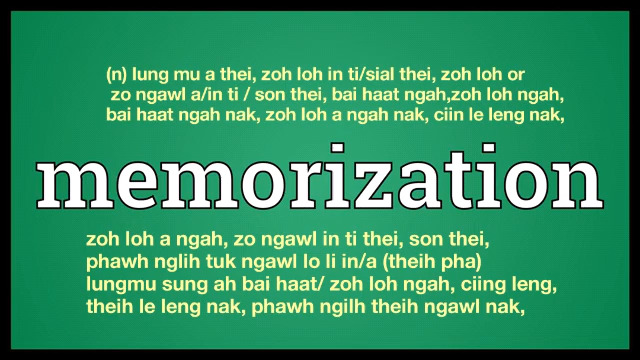 (n) lung mu a thei, zoh loh in ti/sial thei, zoh loh or
zo ngawl a/in ti / son thei, bai haat ngah,zoh loh ngah,
bai haat ngah nak, zoh loh a ngah nak, ciin le leng nak,
memorization
zoh loh a ngah, zo ngawl in ti thei, son thei,
phawh nglih tuk ngawl lo li in/a (theih pha)
lungmu sung ah bai haat/ zoh loh ngah, ciing leng,
theih le leng nak, phawh ngilh theih ngawl nak,